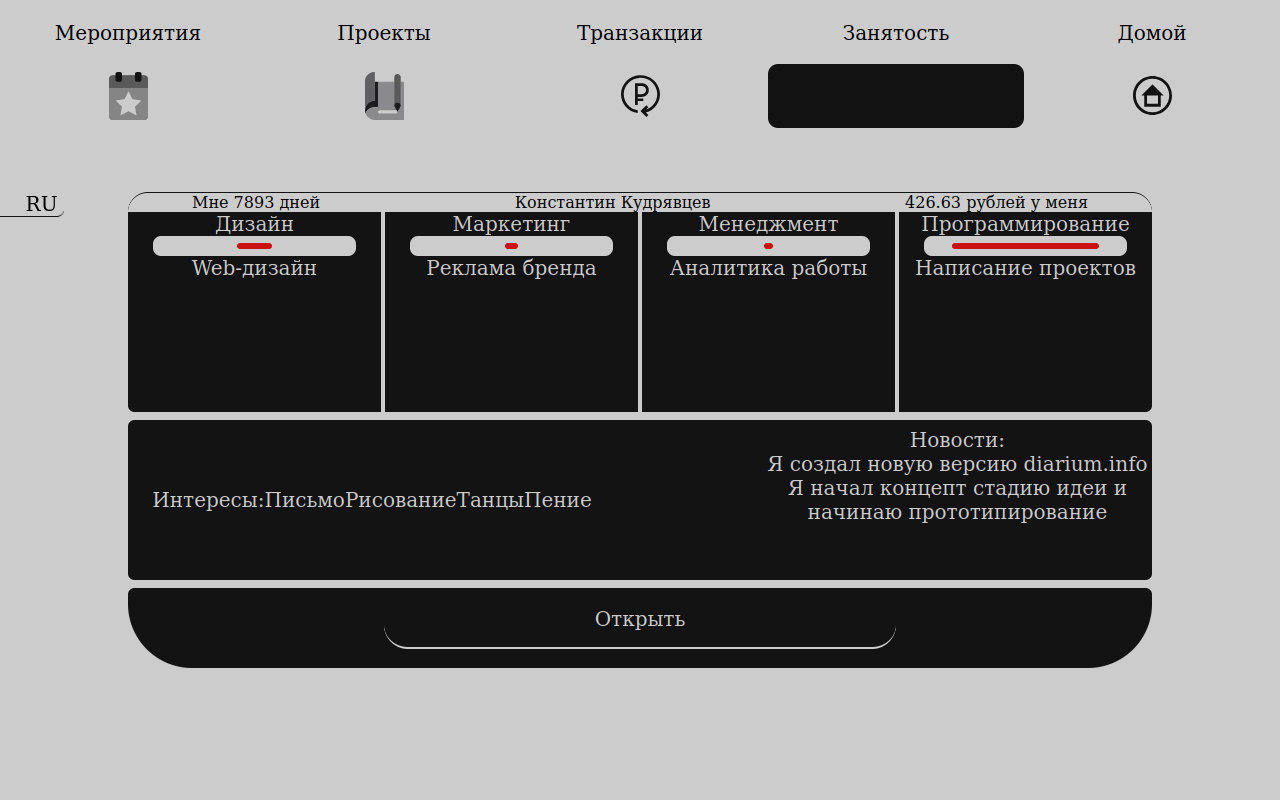 Мероприятия
Проекты
Транзакции
Занятость
Домой
RU
Мне 7893 дней
Константин Кудрявцев
426.63 рублей у меня
Дизайн
Web-дизайн
Маркетинг
Реклама бренда
Менеджмент
Аналитика работы
Программирование
Написание проектов
Интересы:ПисьмоРисованиеТанцыПение
Новости:
Я создал новую версию diarium.info
Я начал концепт стадию идеи и
начинаю прототипирование
Открыть